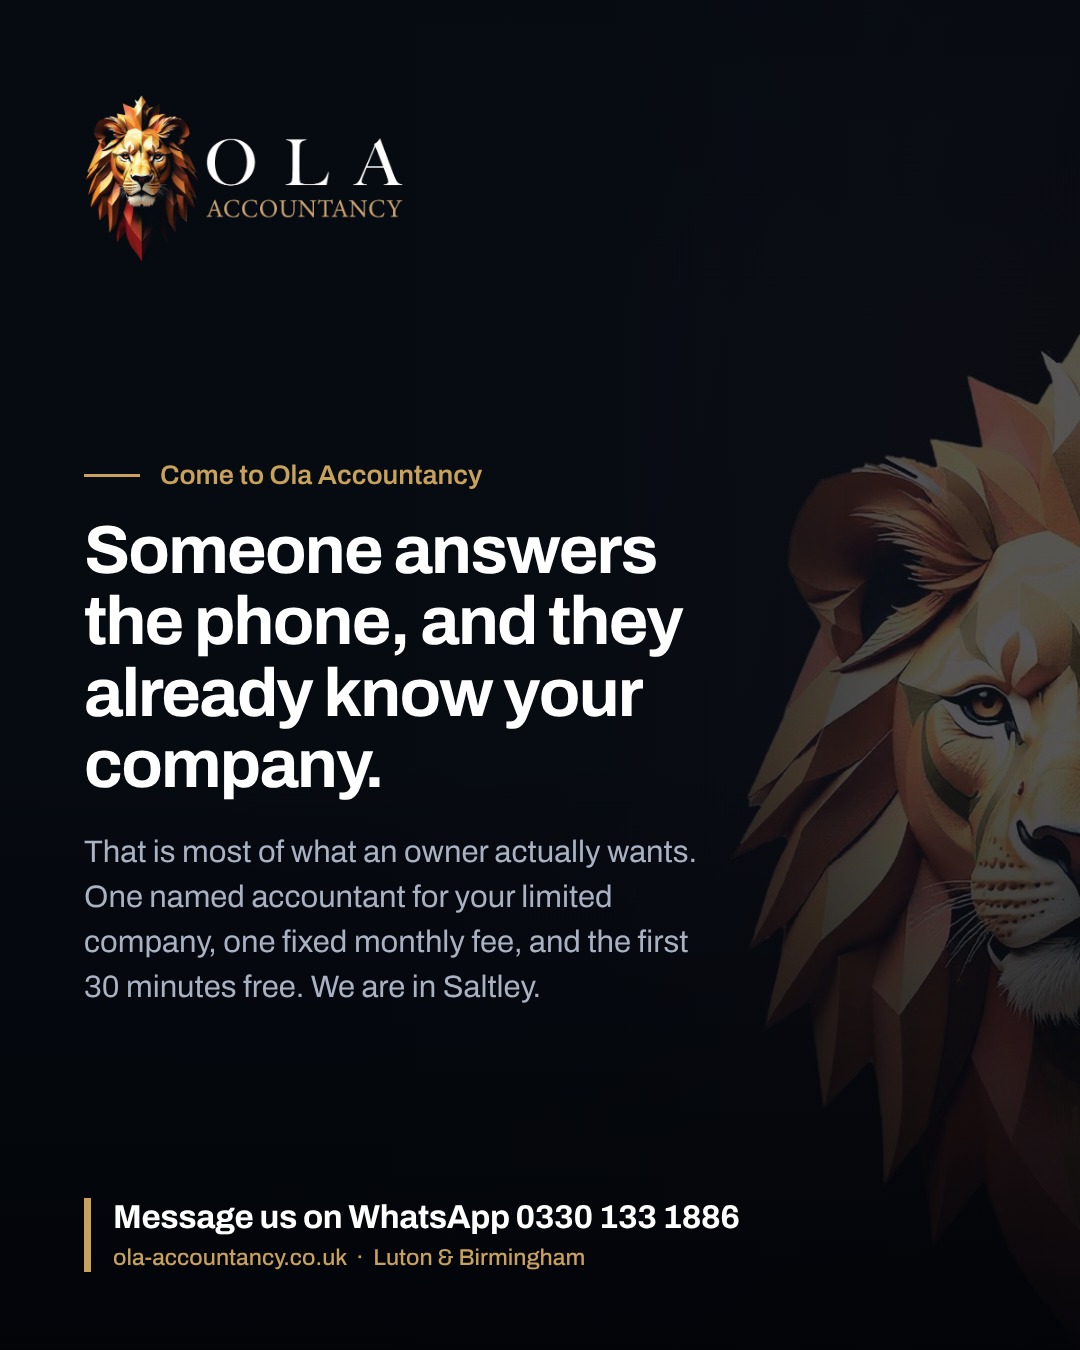 OLA
ACCOUNTANCY
Come to Ola Accountancy
Someone answers
the phone, and they
already know your
company.
That is most of what an owner actually wants.
One named accountant for your limited
company, one fixed monthly fee, and the first
30 minutes free. We are in Saltley.
Message us on WhatsApp 0330 133 1886
ola-accountancy.co.uk · Luton & Birmingham